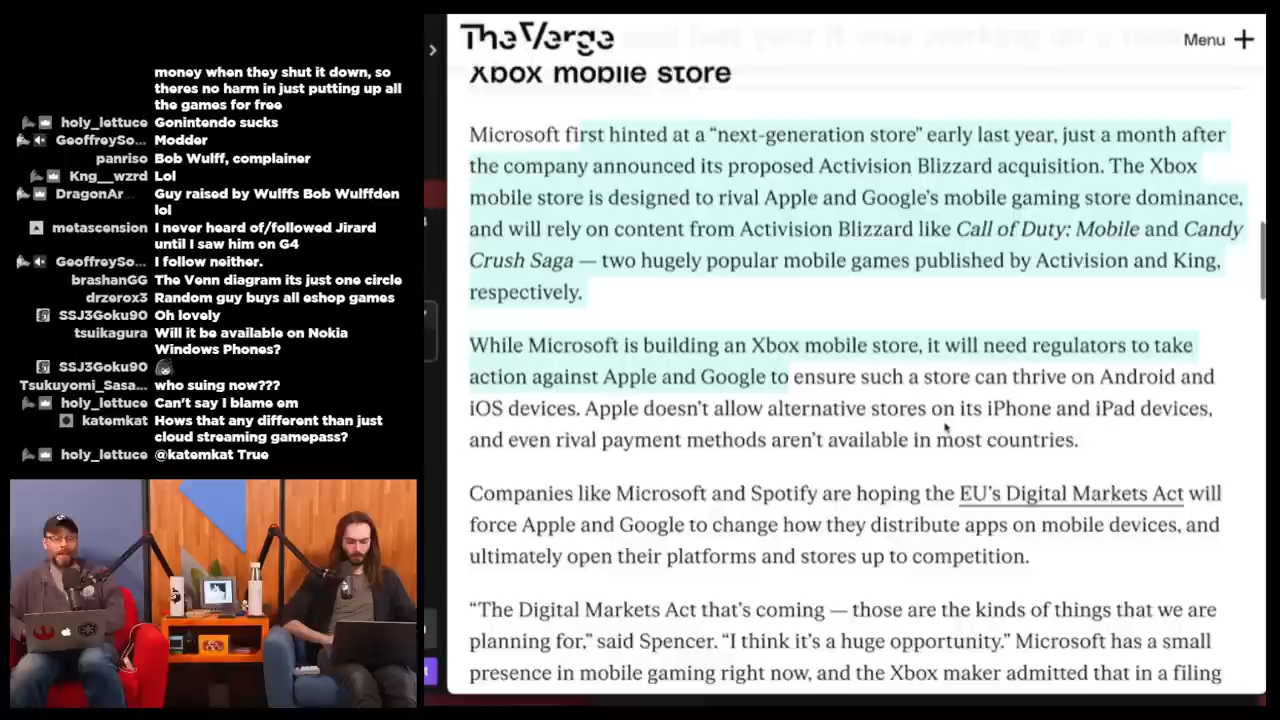 money when they shut it down, so
theres no harm in just putting up all
the games for free
holy_lettuce Gonintendo sucks
GeoffreySo... Modder
panriso Bob Wulff, complainer
Kng__wzrd Lol
DragonAr... Guy raised by Wulffs Bob Wulffden
lol
metascension I never heard of/followed Jirard
until I saw him on G4
GeoffreySo... I follow neither.
brashanGG The Venn diagram its just one circle
drzerox3 Random guy buys all eshop games
SSJ3Goku90 Oh lovely
tsuikagura Will it be available on Nokia
Windows Phones?
SSJ3Goku90
Tsukuyomi_Sasa... who suing now???
holy_lettuce Can't say I blame em
katemkat Hows that any different than just
cloud streaming gamepass?
holy_lettuce @katemkat True
The Verge
Menu
Xbox mobile store
Microsoft first hinted at a “next-generation store” early last year, just a month after
the company announced its proposed Activision Blizzard acquisition. The Xbox
mobile store is designed to rival Apple and Google’s mobile gaming store dominance,
and will rely on content from Activision Blizzard like Call of Duty: Mobile and Candy
Crush Saga — two hugely popular mobile games published by Activision and King,
respectively.
While Microsoft is building an Xbox mobile store, it will need regulators to take
action against Apple and Google to ensure such a store can thrive on Android and
iOS devices. Apple doesn’t allow alternative stores on its iPhone and iPad devices,
and even rival payment methods aren’t available in most countries.
Companies like Microsoft and Spotify are hoping the EU’s Digital Markets Act will
force Apple and Google to change how they distribute apps on mobile devices, and
ultimately open their platforms and stores up to competition.
“The Digital Markets Act that’s coming — those are the kinds of things that we are
planning for,” said Spencer. “I think it’s a huge opportunity.” Microsoft has a small
presence in mobile gaming right now, and the Xbox maker admitted that in a filing